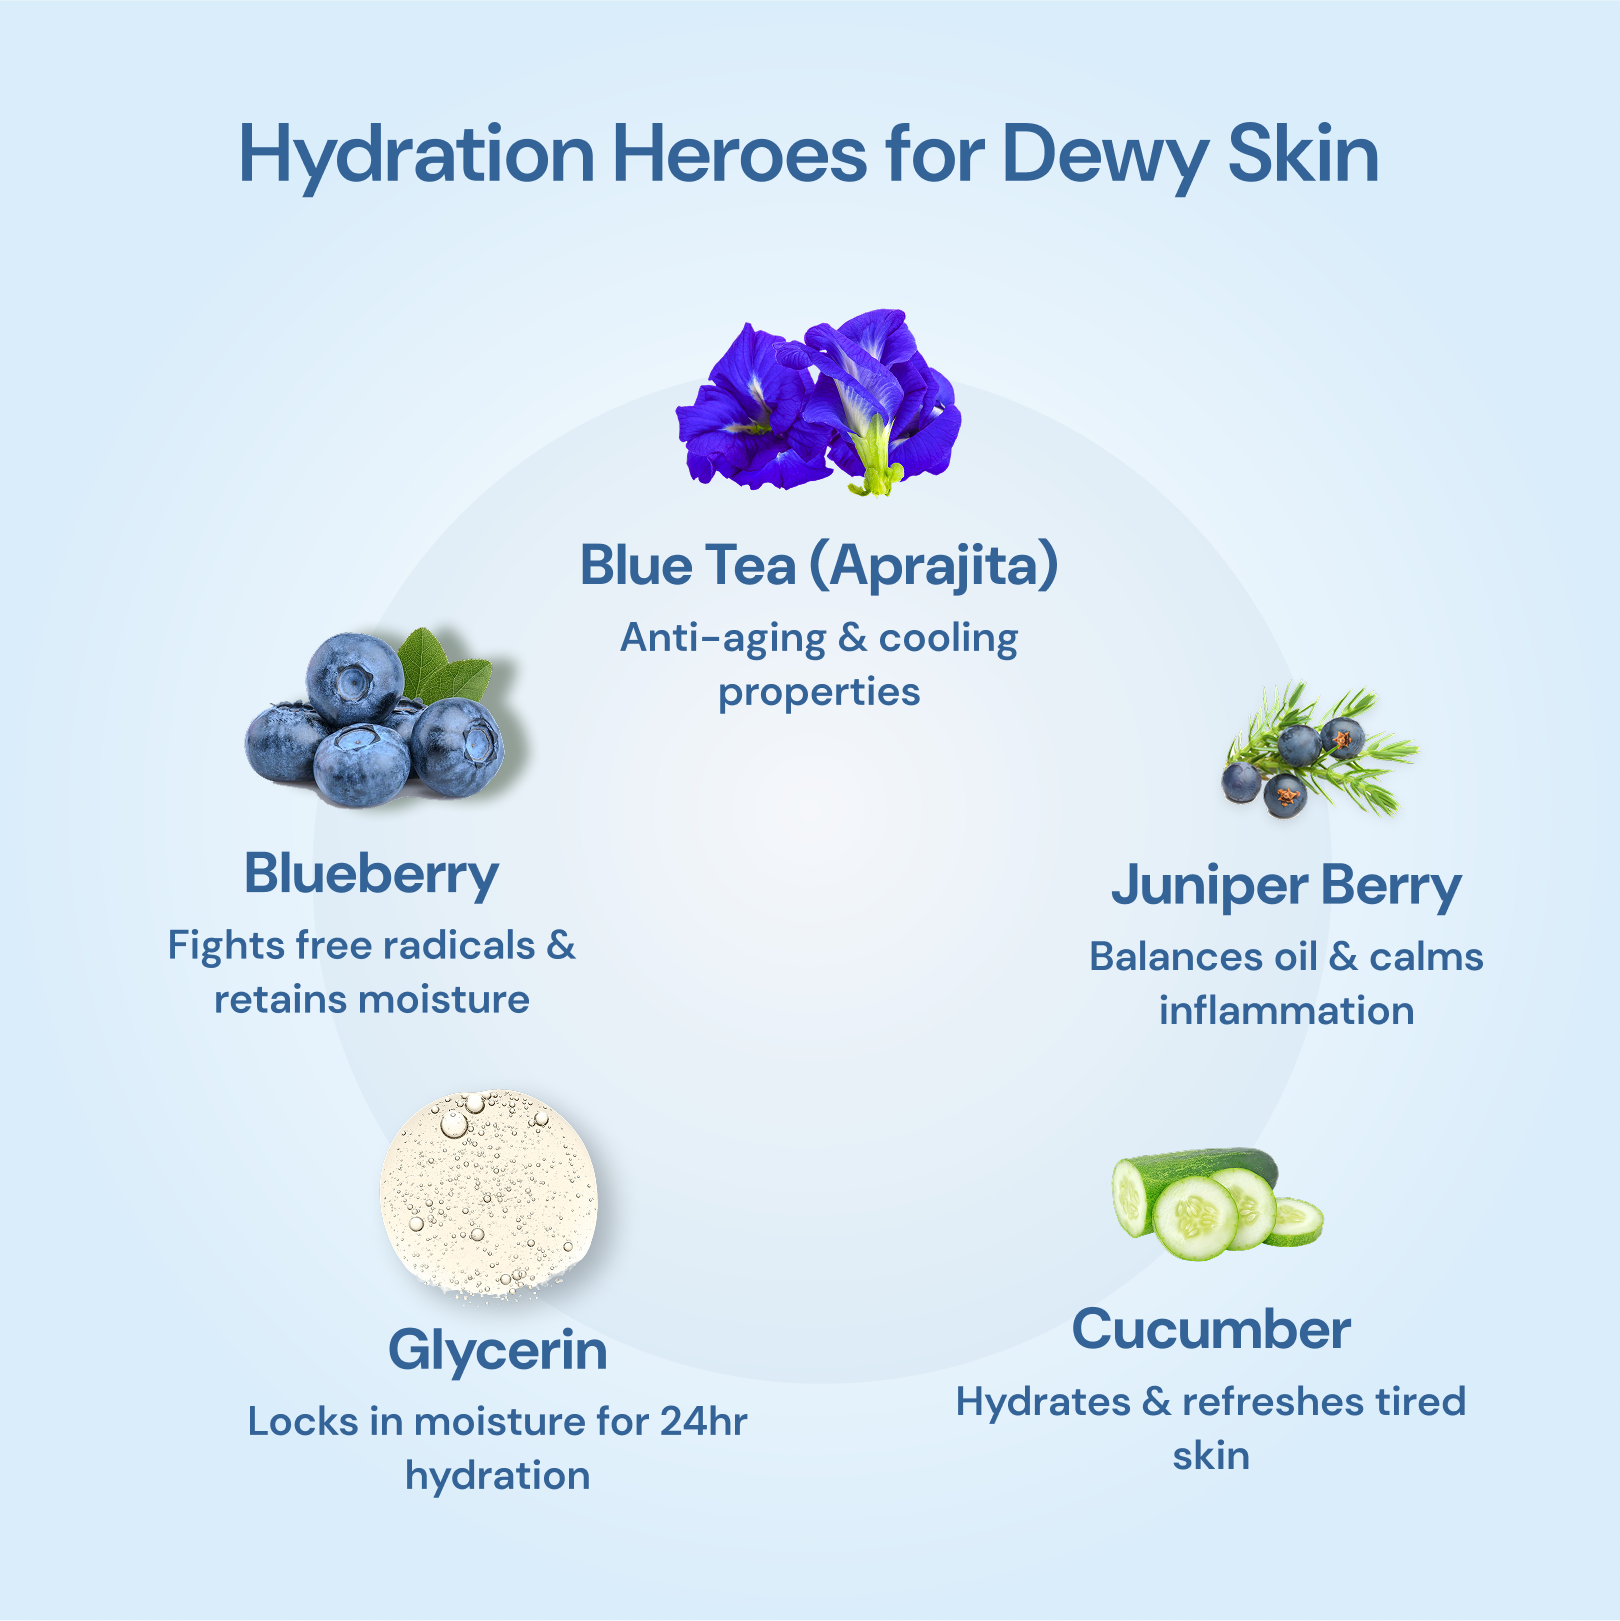 Hydration Heroes for Dewy Skin
Blue Tea (Aprajita)
Anti-aging & cooling
properties
Blueberry
Fights free radicals &
retains moisture
Juniper Berry
Balances oil & calms
inflammation
Glycerin
Locks in moisture for 24hr
hydration
Cucumber
Hydrates & refreshes tired
skin